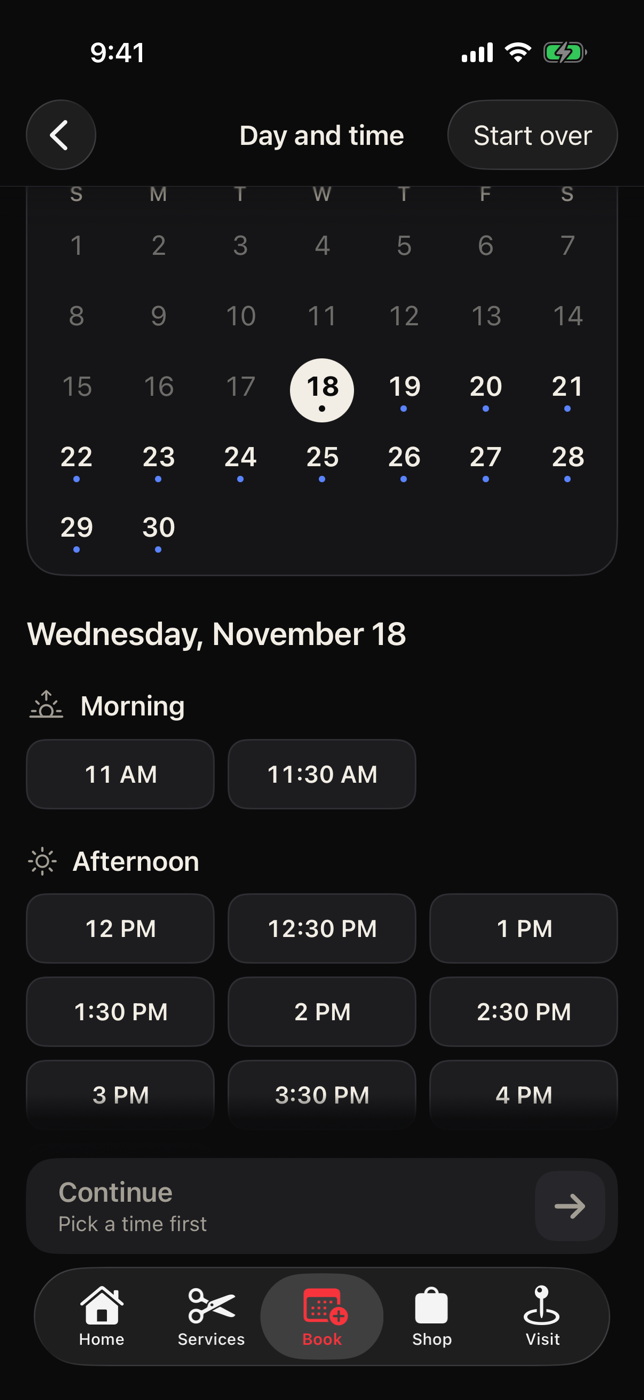 9:41
Day and time
Start over
S M T W T F S
1 2 3 4 5 6 7
8 9 10 11 12 13 14
15 16 17 18 19 20 21
22 23 24 25 26 27 28
29 30
Wednesday, November 18
Morning
11 AM 11:30 AM
Afternoon
12 PM 12:30 PM 1 PM
1:30 PM 2 PM 2:30 PM
3 PM 3:30 PM 4 PM
Continue
Pick a time first
Home Services Book Shop Visit